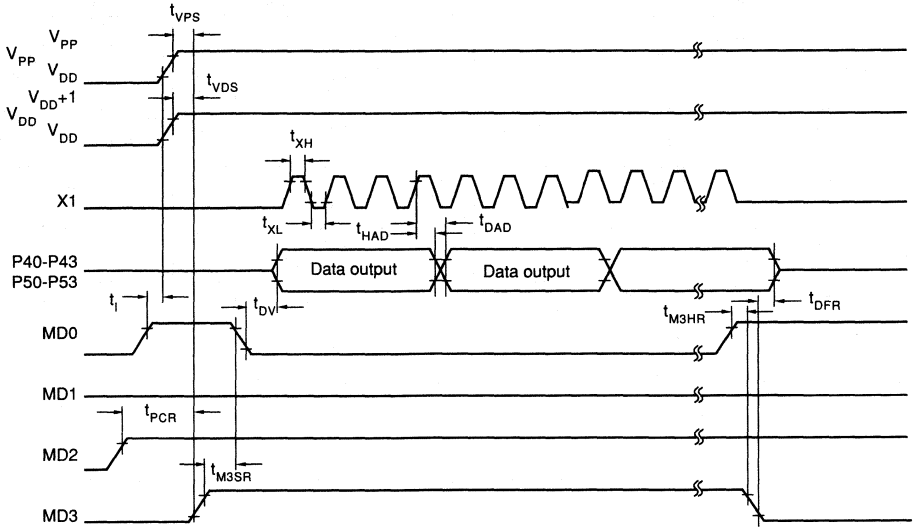 tVPS
VPP
VPP
VDD
tVDS
VDD+1
VDD
VDD
tXH
X1
tXL
tHAD
tDAD
P40-P43
P50-P53
Data output
Data output
tI
tDV
tM3HR
tDFR
MD0
MD1
tPCR
MD2
tM3SR
MD3